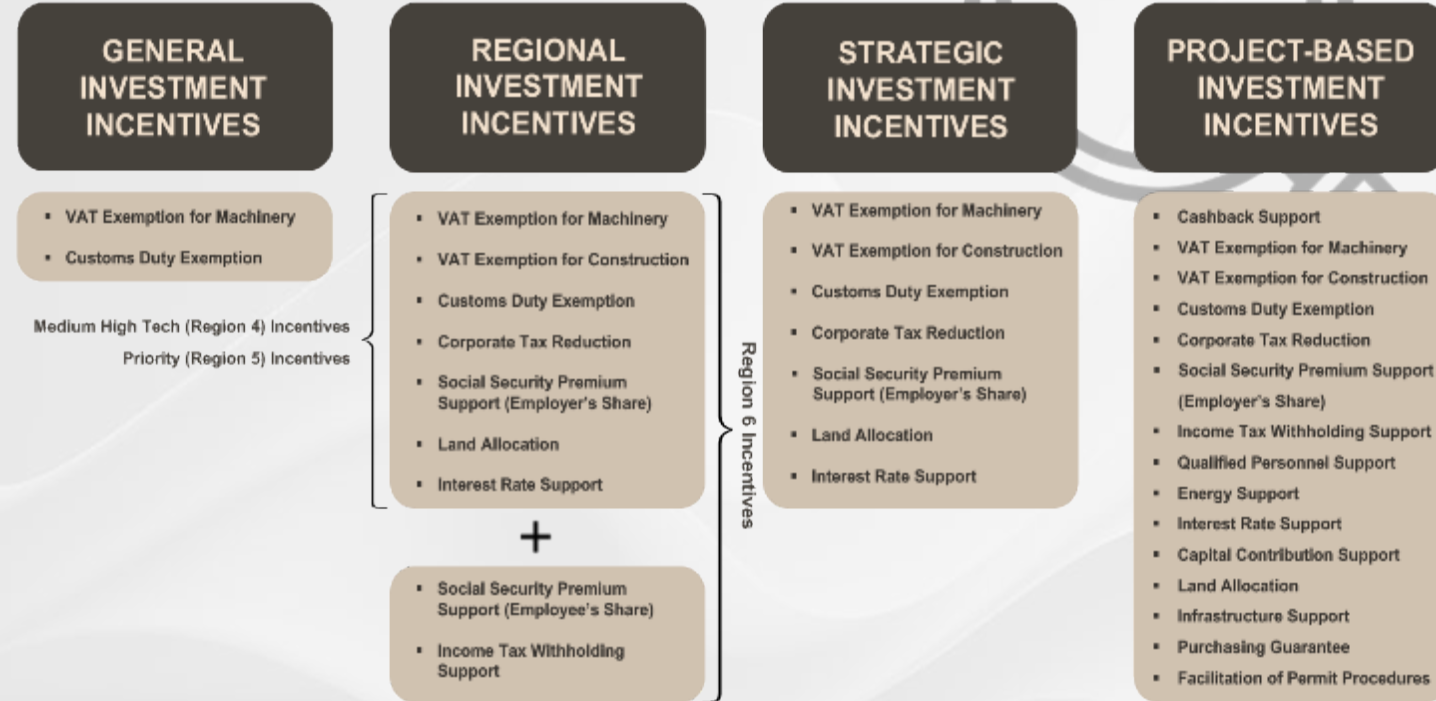 GENERAL
INVESTMENT
INCENTIVES
▪ VAT Exemption for Machinery
▪ Customs Duty Exemption
Medium High Tech (Region 4) Incentives
Priority (Region 5) Incentives
REGIONAL
INVESTMENT
INCENTIVES
▪ VAT Exemption for Machinery
▪ VAT Exemption for Construction
▪ Customs Duty Exemption
▪ Corporate Tax Reduction
▪ Social Security Premium
Support (Employer's Share)
▪ Land Allocation
▪ Interest Rate Support
+
▪ Social Security Premium
Support (Employee's Share)
▪ Income Tax Withholding
Support
Region 6 Incentives
STRATEGIC
INVESTMENT
INCENTIVES
▪ VAT Exemption for Machinery
▪ VAT Exemption for Construction
▪ Customs Duty Exemption
▪ Corporate Tax Reduction
▪ Social Security Premium
Support (Employer's Share)
▪ Land Allocation
▪ Interest Rate Support
PROJECT-BASED
INVESTMENT
INCENTIVES
▪ Cashback Support
▪ VAT Exemption for Machinery
▪ VAT Exemption for Construction
▪ Customs Duty Exemption
▪ Corporate Tax Reduction
▪ Social Security Premium Support
(Employer's Share)
▪ Income Tax Withholding Support
▪ Qualified Personnel Support
▪ Energy Support
▪ Interest Rate Support
▪ Capital Contribution Support
▪ Land Allocation
▪ Infrastructure Support
▪ Purchasing Guarantee
▪ Facilitation of Permit Procedures